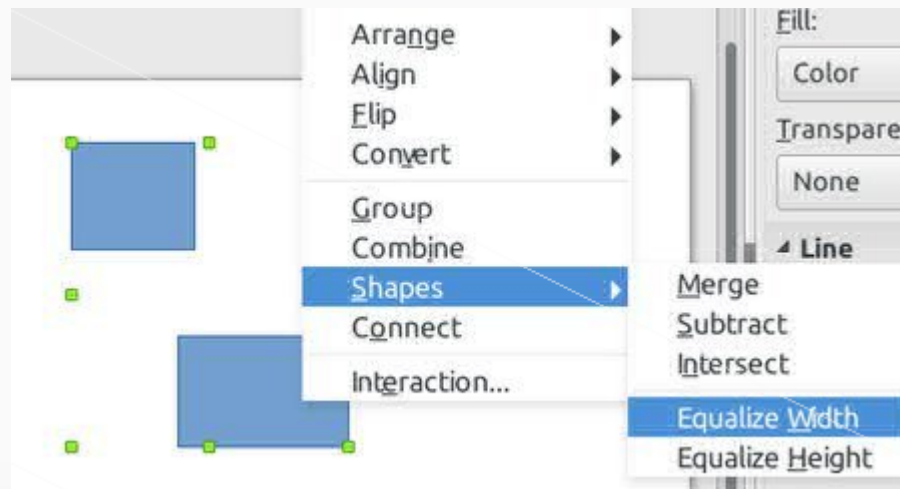 Arrange
Align
Flip
Convert
Group
Combine
Shapes
Connect
Interaction...
Merge
Subtract
Intersect
Equalize Width
Equalize Height
Fill:
Color
Transpare
None
Line